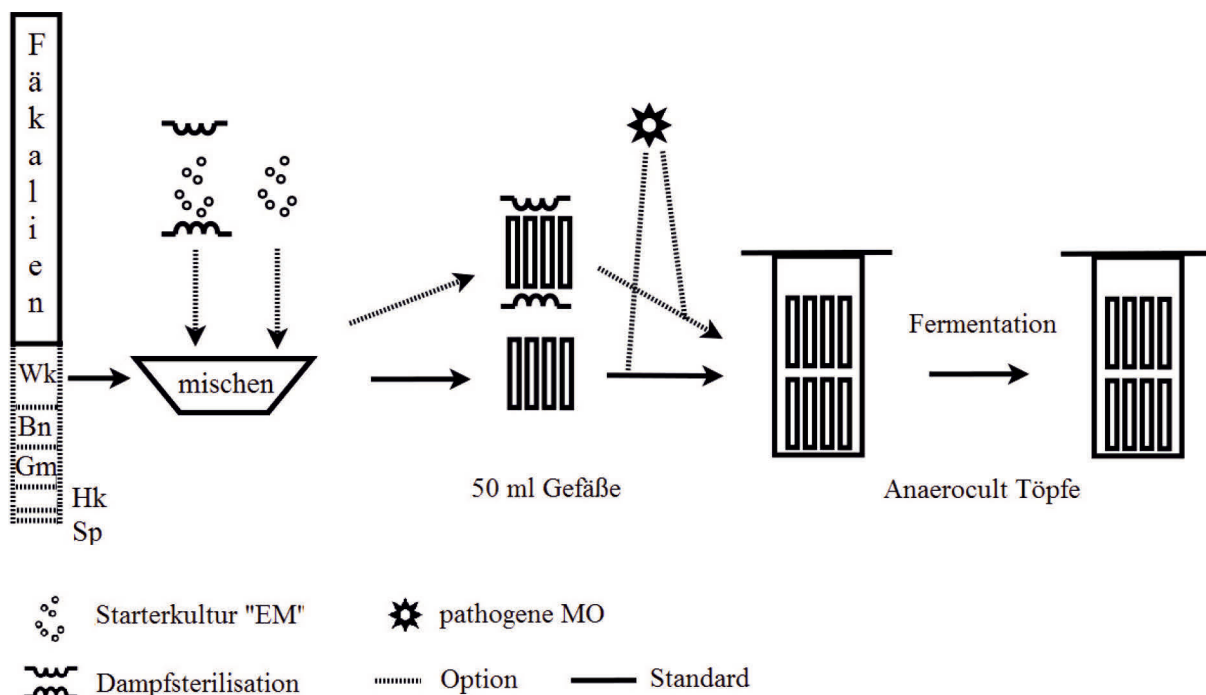 Fäkalien
Wk
Bn
Gm
Hk
Sp
mischen
50 ml Gefäße
Fermentation
Anaerocult Töpfe
Starterkultur "EM"
pathogene MO
Dampfsterilisation
Option
Standard